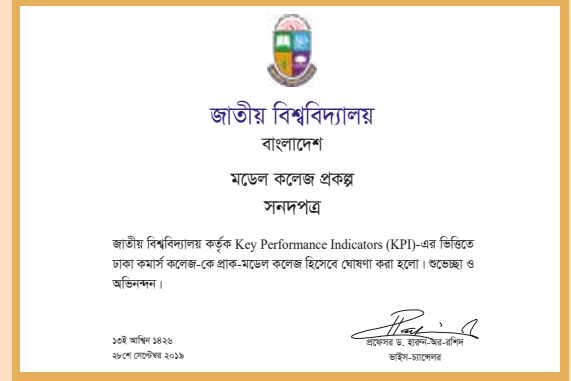 জাতীয় বিশ্ববিদ্যালয়
বাংলাদেশ
মডেল কলেজ প্রকল্প
সনদপত্র
জাতীয় বিশ্ববিদ্যালয় কর্তৃক Key Performance Indicators (KPI)-এর ভিত্তিতে
ঢাকা কমার্স কলেজ-কে প্রাক-মডেল কলেজ হিসেবে ঘোষণা করা হলো। শুভেচ্ছা ও
অভিনন্দন।
১৩ই আশ্বিন ১৪২৬
২৮শে সেপ্টেম্বর ২০১৯
প্রফেসর ড. হারুন-অর-রশিদ
ভাইস-চ্যান্সেলর